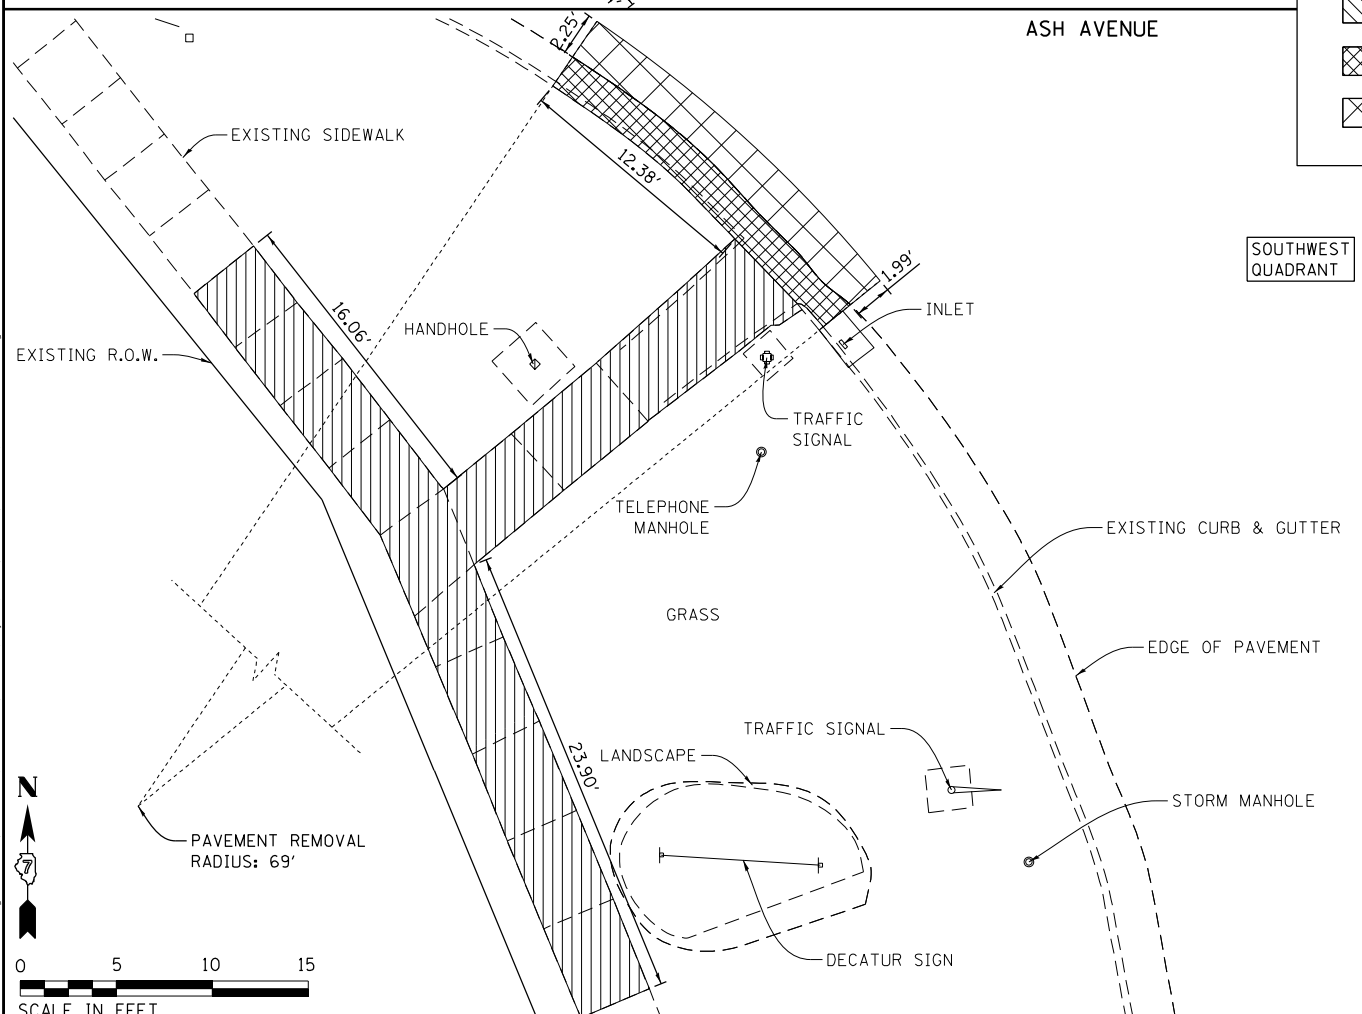 ASH AVENUE
2.25'
EXISTING SIDEWALK
12.38'
SOUTHWEST
QUADRANT
1.99'
INLET
16.06'
HANDHOLE
EXISTING R.O.W.
TRAFFIC
SIGNAL
TELEPHONE
MANHOLE
EXISTING CURB & GUTTER
GRASS
EDGE OF PAVEMENT
TRAFFIC SIGNAL
23.90'
LANDSCAPE
N
STORM MANHOLE
PAVEMENT REMOVAL
RADIUS: 69'
7
DECATUR SIGN
0 5 10 15
SCALE IN FEET